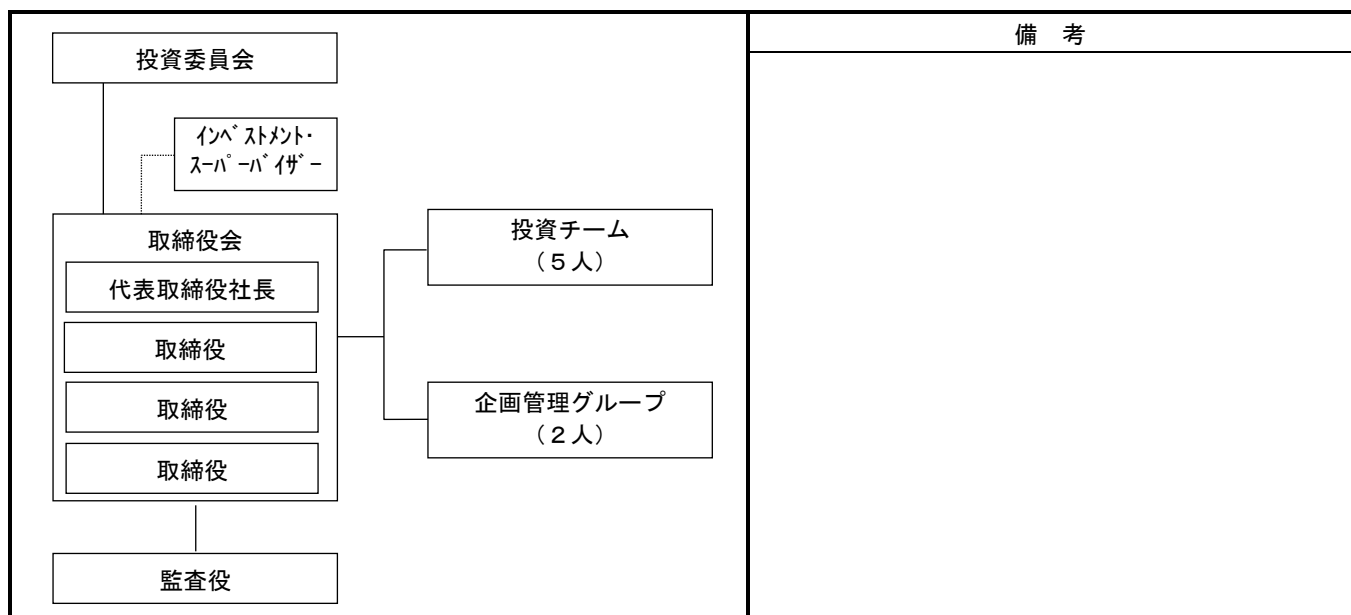 投資委員会
ｲﾝﾍﾞｽﾄﾒﾝﾄ･
ｽｰﾊﾟｰﾊﾞｲｻﾞｰ
取締役会
代表取締役社長
取締役
取締役
取締役
監査役
投資チーム
（５人）
企画管理グループ
（２人）
備　考